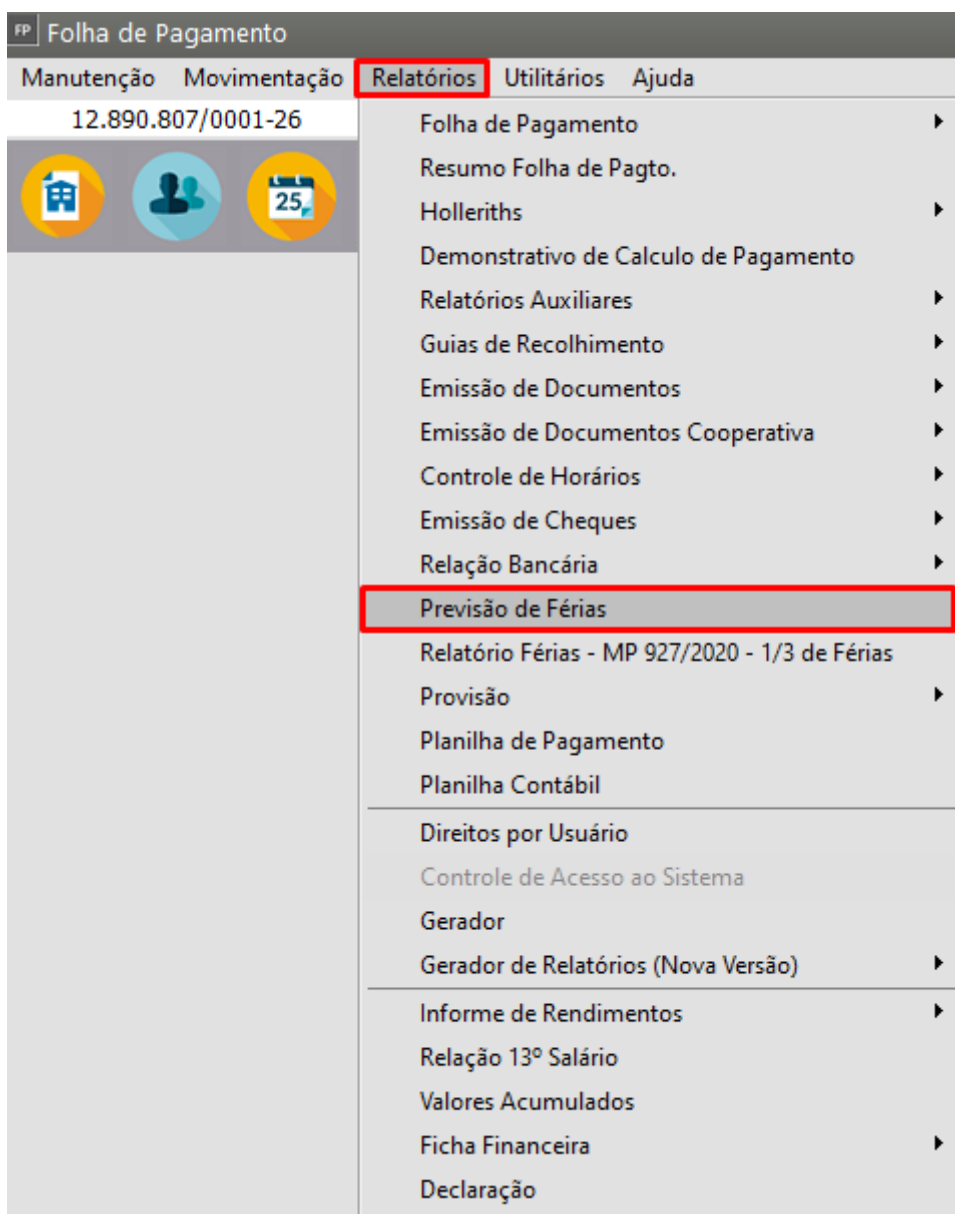 FP Folha de Pagamento
Manutenção Movimentação Relatórios Utilitários Ajuda
12.890.807/0001-26
25
Folha de Pagamento
Resumo Folha de Pagto.
Holleriths
Demonstrativo de Calculo de Pagamento
Relatórios Auxiliares
Guias de Recolhimento
Emissão de Documentos
Emissão de Documentos Cooperativa
Controle de Horários
Emissão de Cheques
Relação Bancária
Previsão de Férias
Relatório Férias - MP 927/2020 - 1/3 de Férias
Provisão
Planilha de Pagamento
Planilha Contábil
Direitos por Usuário
Controle de Acesso ao Sistema
Gerador
Gerador de Relatórios (Nova Versão)
Informe de Rendimentos
Relação 13º Salário
Valores Acumulados
Ficha Financeira
Declaração